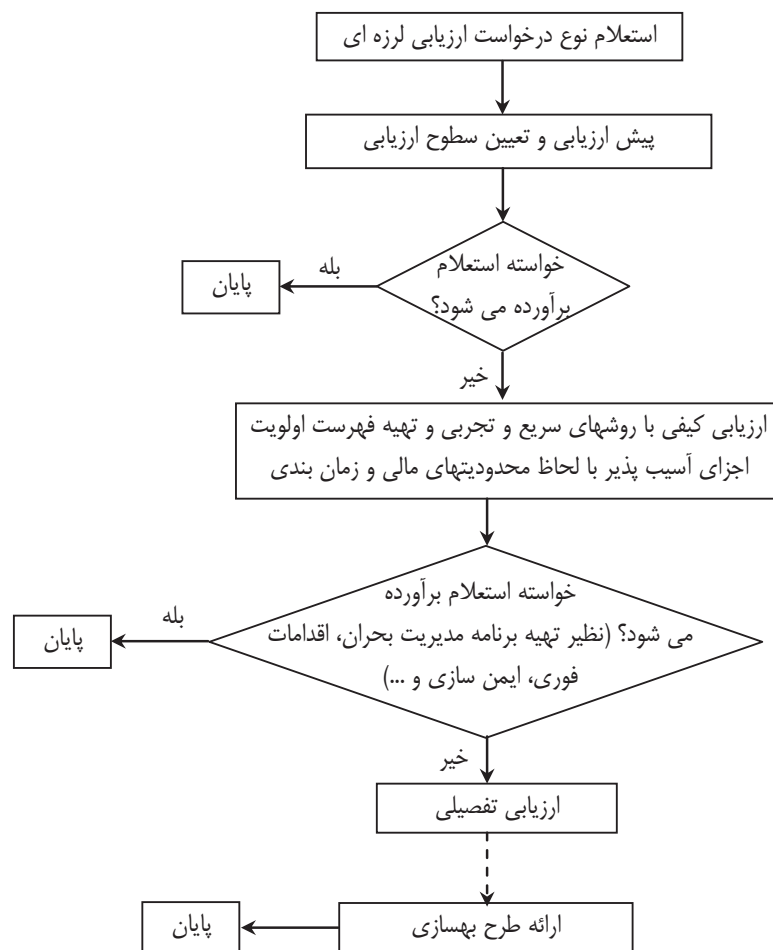 استعلام نوع درخواست ارزیابی لرزه ای
پیش ارزیابی و تعیین سطوح ارزیابی
خواسته استعلام
برآورده می شود؟
بله
پایان
خیر
ارزیابی کیفی با روشهای سریع و تجربی و تهیه فهرست اولویت
اجزای آسیب پذیر با لحاظ محدودیتهای مالی و زمان بندی
خواسته استعلام برآورده
می شود؟ (نظیر تهیه برنامه مدیریت بحران، اقدامات
فوری، ایمن سازی و ...)
بله
پایان
خیر
ارزیابی تفصیلی
ارائه طرح بهسازی
پایان